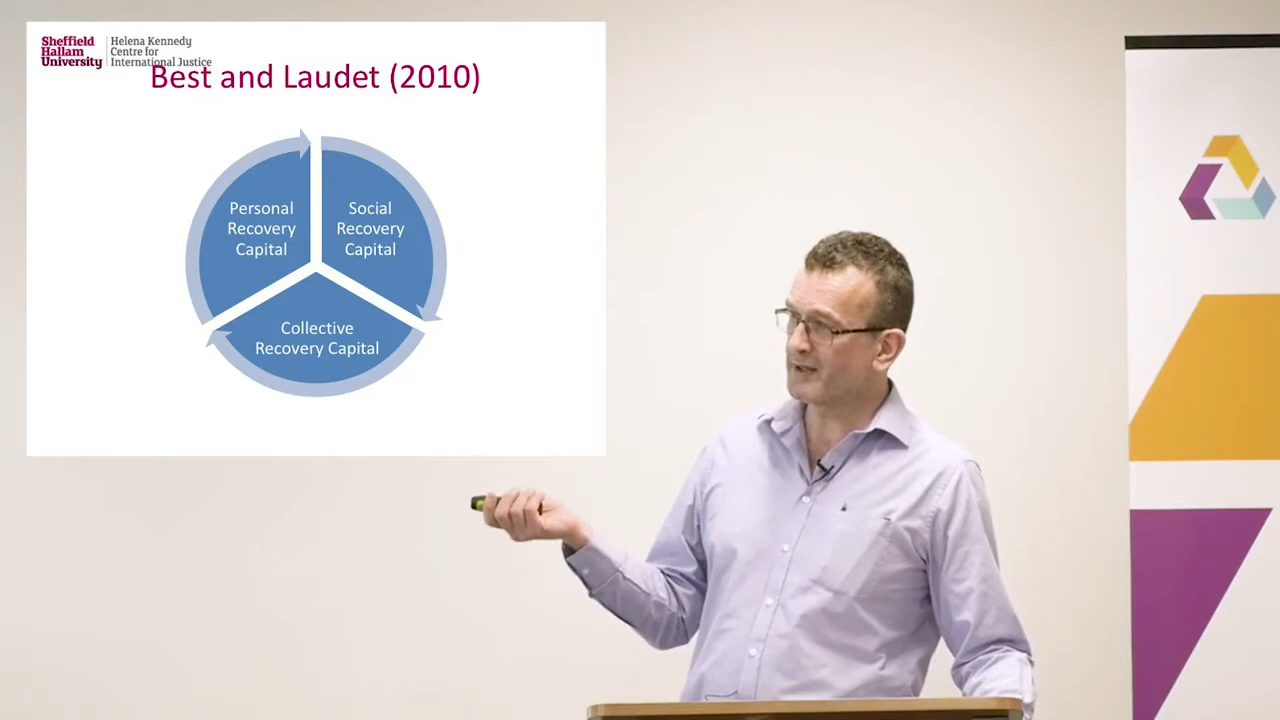 Sheffield
Hallam
University
Helena Kennedy
Centre for
International Justice
Best and Laudet (2010)
Personal
Recovery
Capital
Social
Recovery
Capital
Collective
Recovery Capital